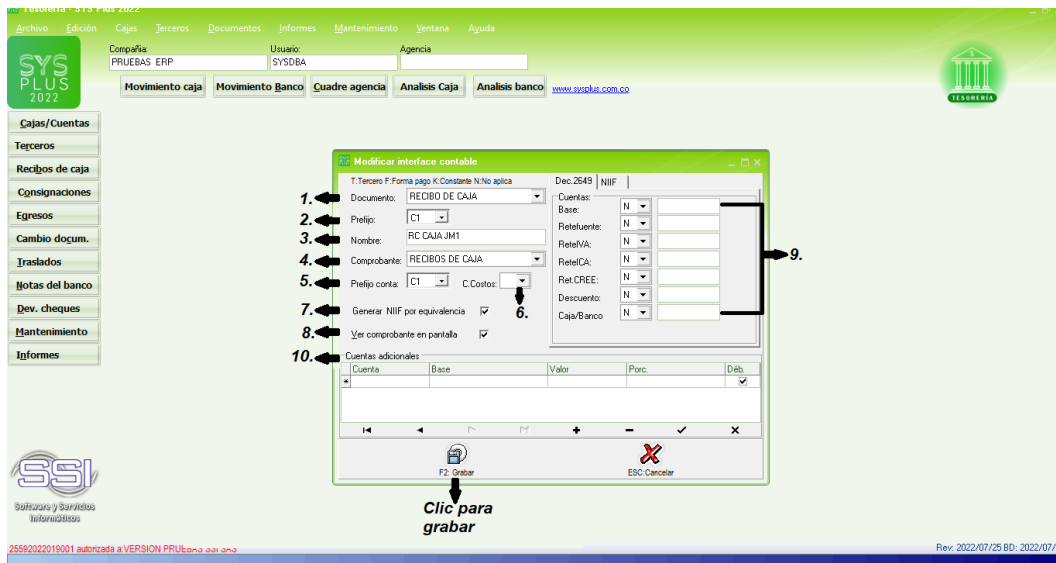 Tesorería - SYS Plus 2022
Archivo Edición Cajas Terceros Documentos Informes Mantenimiento Ventana Ayuda
Compañia: Usuario: Agencia
PRUEBAS ERP SYSDBA
SYS
PLUS
2022
Movimiento caja Movimiento Banco Cuadre agencia Analisis Caja Analisis banco www.sysplus.com.co
TESORERÍA
Cajas/Cuentas
Terceros
Recibos de caja
Consignaciones
Egresos
Cambio docum.
Traslados
Notas del banco
Dev. cheques
Mantenimiento
Informes
Modificar interface contable
T:Tercero F:Forma pago K:Constante N:No aplica
Dec.2649 NIIF
1. Documento: RECIBO DE CAJA
2. Prefijo: C1
3. Nombre: RC CAJA JM1
4. Comprobante: RECIBOS DE CAJA
5. Prefijo conta: C1 C.Costos:
6.
7. Generar NIIF por equivalencia
8. Ver comprobante en pantalla
Cuentas:
Base: N
Retefuente: N
ReteIVA: N
ReteICA: N
Ret.CREE: N
Descuento: N
Caja/Banco N
9.
10. Cuentas adicionales
Cuenta Base Valor Porc. Déb.
F2: Grabar ESC:Cancelar
Clic para
grabar
SSI
Software y Servicios
Informáticos
25592022019001 autorizada a:VERSION PRUEBAS SSI SAS
Rev: 2022/07/25 BD: 2022/07/